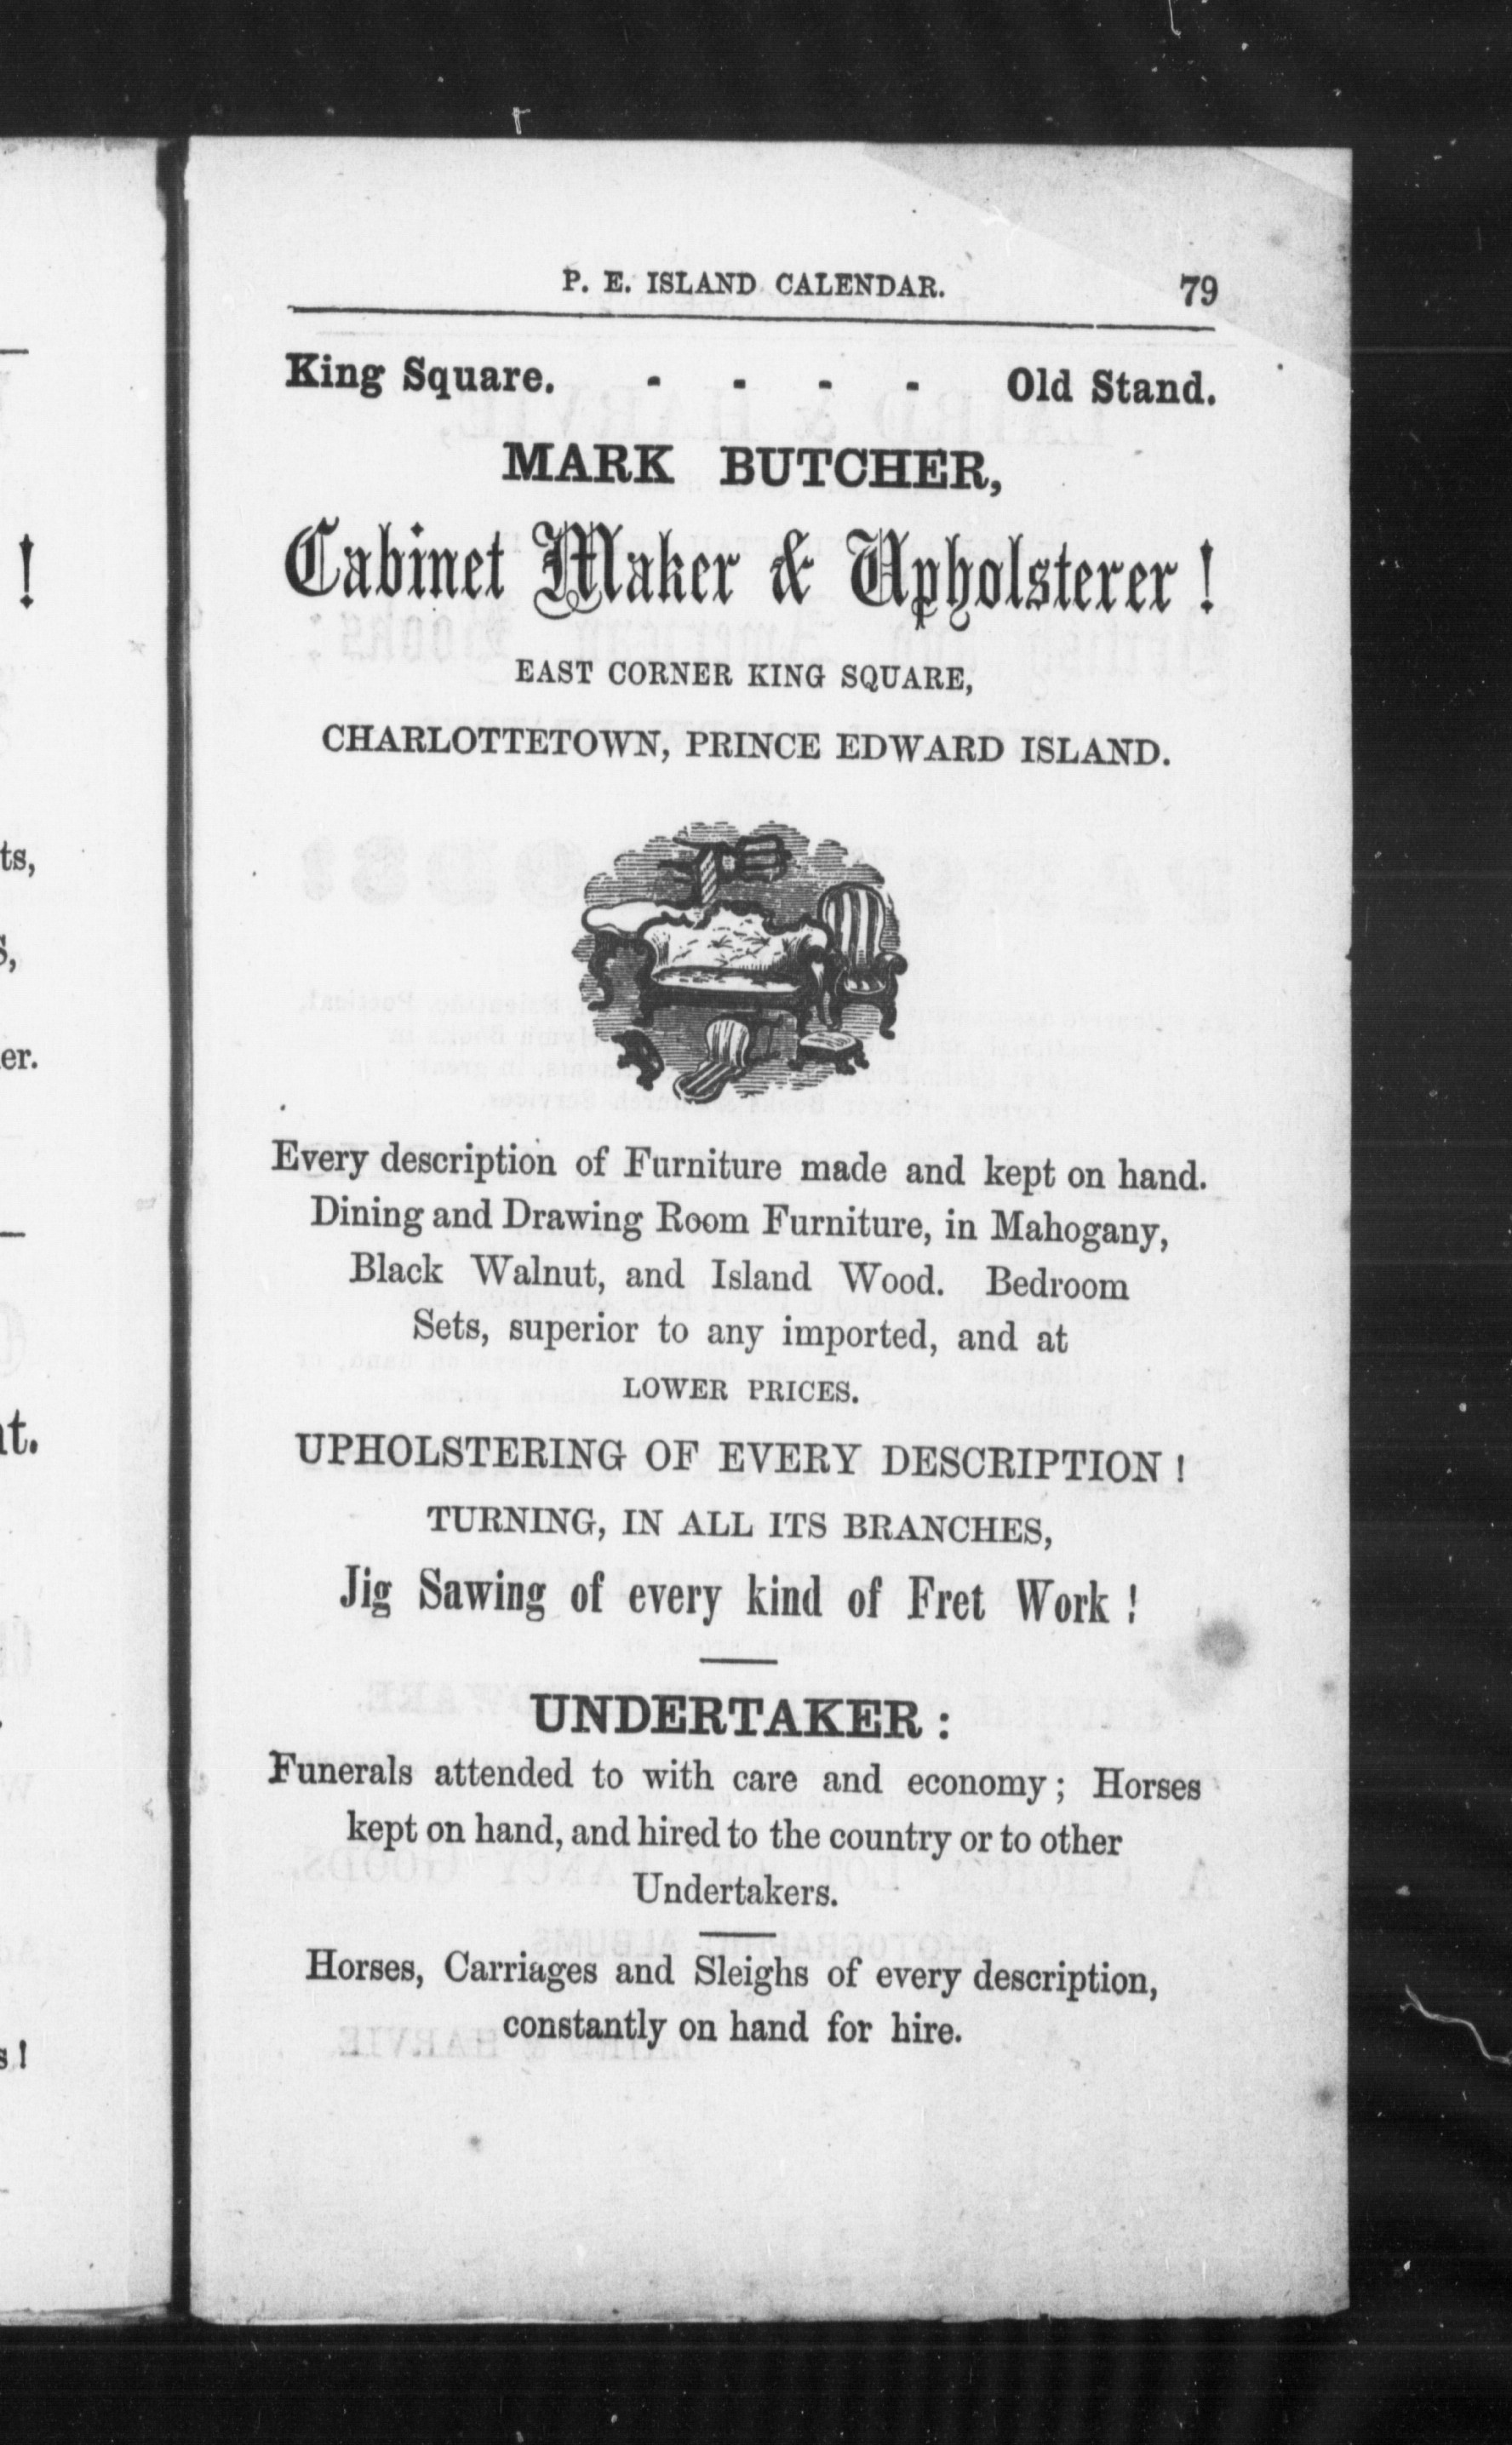 P. E. ISLAND CALENDAR. 79
King Square. - - - - Old Stand.
MARK BUTCHER,
Cabinet Maker & Upholsterer !
EAST CORNER KING SQUARE,
CHARLOTTETOWN, PRINCE EDWARD ISLAND.
Every description of Furniture made and kept on hand.
Dining and Drawing Room Furniture, in Mahogany,
Black Walnut, and Island Wood. Bedroom
Sets, superior to any imported, and at
LOWER PRICES.
UPHOLSTERING OF EVERY DESCRIPTION !
TURNING, IN ALL ITS BRANCHES,
Jig Sawing of every kind of Fret Work !
UNDERTAKER :
Funerals attended to with care and economy ; Horses
kept on hand, and hired to the country or to other
Undertakers.
Horses, Carriages and Sleighs of every description,
constantly on hand for hire.